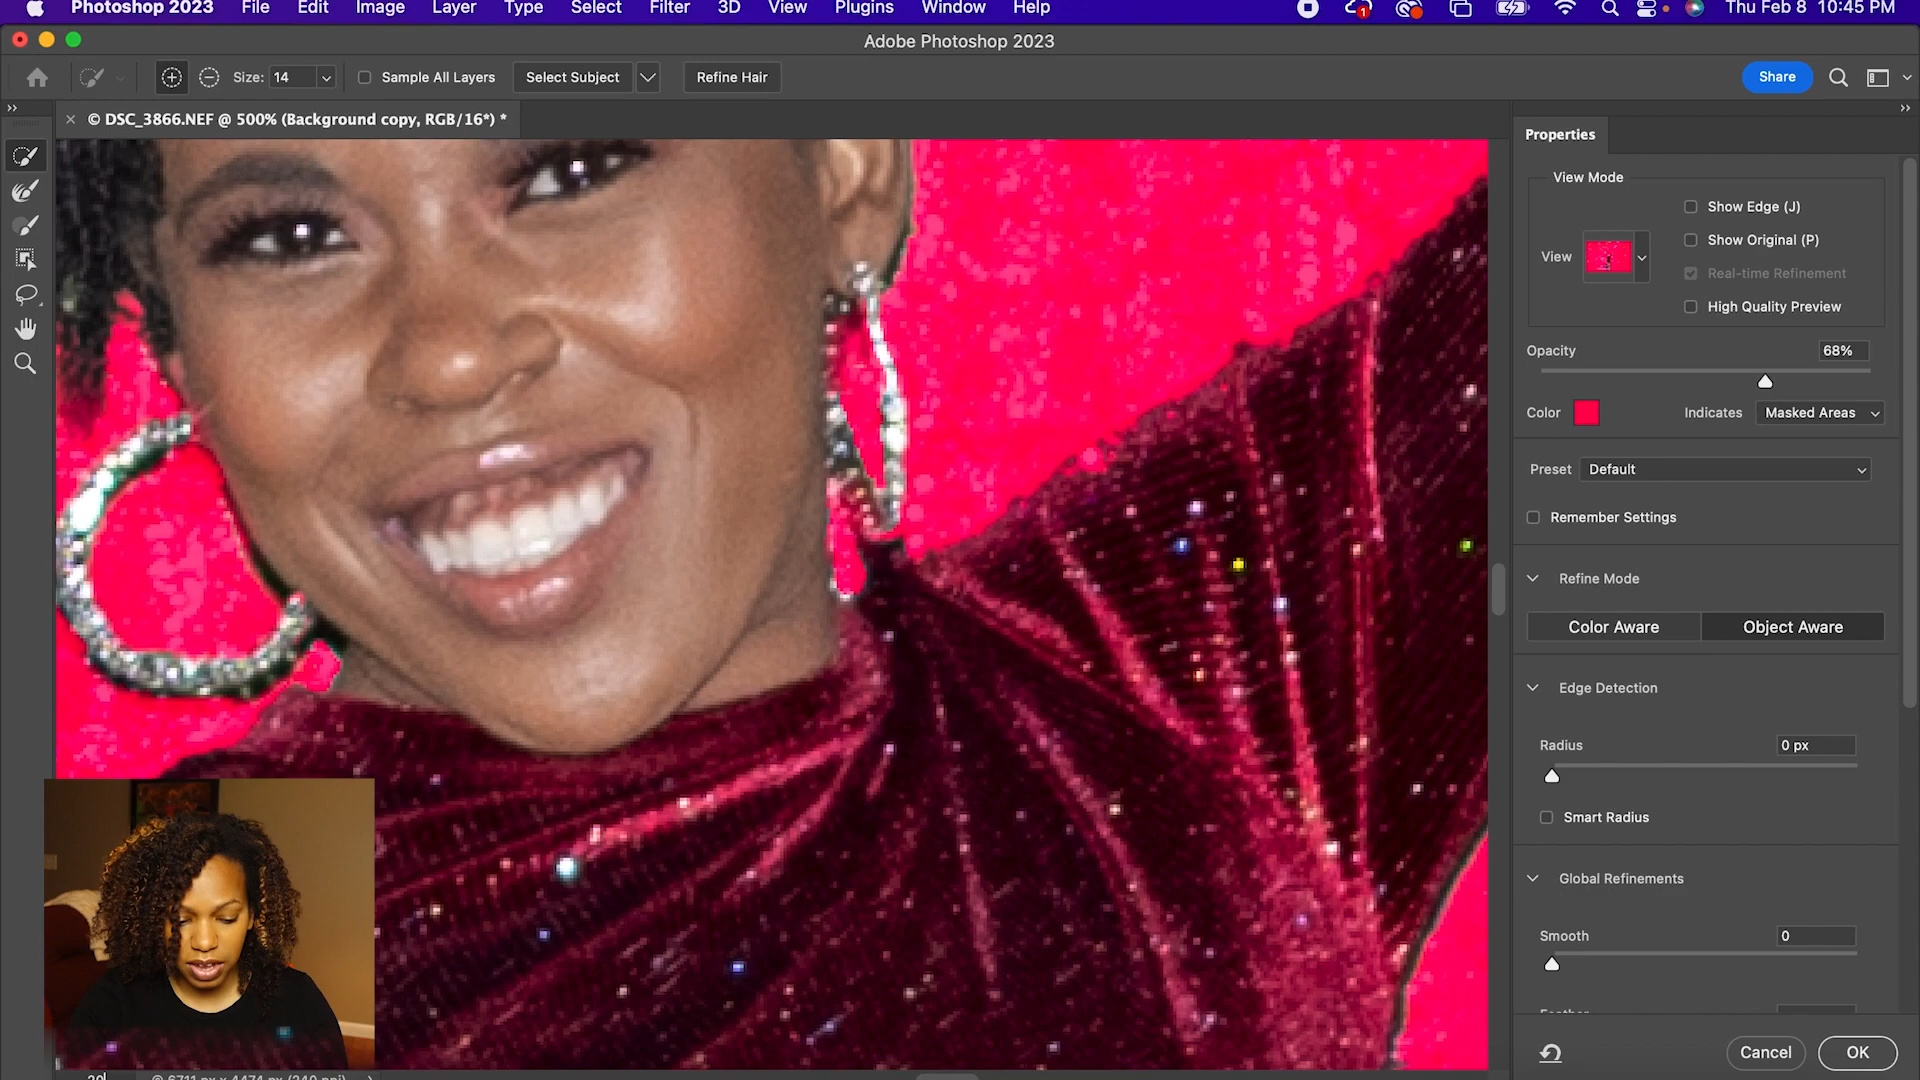 Photoshop 2023 File Edit Image Layer Type Select Filter 3D View Plugins Window Help 1 Thu Feb 8 10:45 PM
Adobe Photoshop 2023
Size: 14 Sample All Layers Select Subject Refine Hair Share
× © DSC_3866.NEF @ 500% (Background copy, RGB/16*) *
Properties
View Mode
Show Edge (J)
Show Original (P)
View
Real-time Refinement
High Quality Preview
Opacity 68%
Color Indicates Masked Areas
Preset Default
Remember Settings
Refine Mode
Color Aware Object Aware
Edge Detection
Radius 0 px
Smart Radius
Global Refinements
Smooth 0
Cancel OK